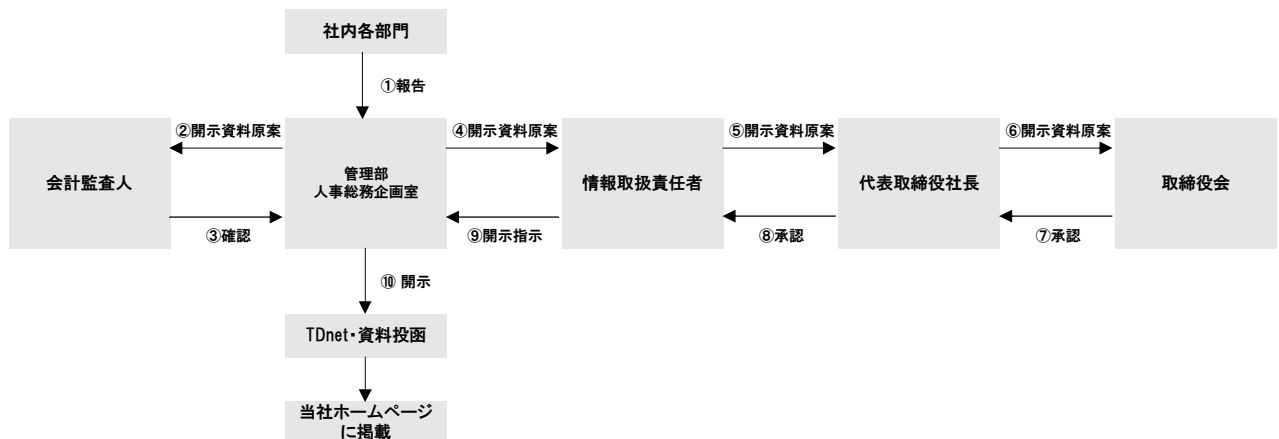 社内各部門
①報告
②開示資料原案
④開示資料原案
⑤開示資料原案
⑥開示資料原案
会計監査人
管理部
人事総務企画室
情報取扱責任者
代表取締役社長
取締役会
③確認
⑨開示指示
⑧承認
⑦承認
⑩ 開示
TDnet・資料投函
当社ホームページ
に掲載